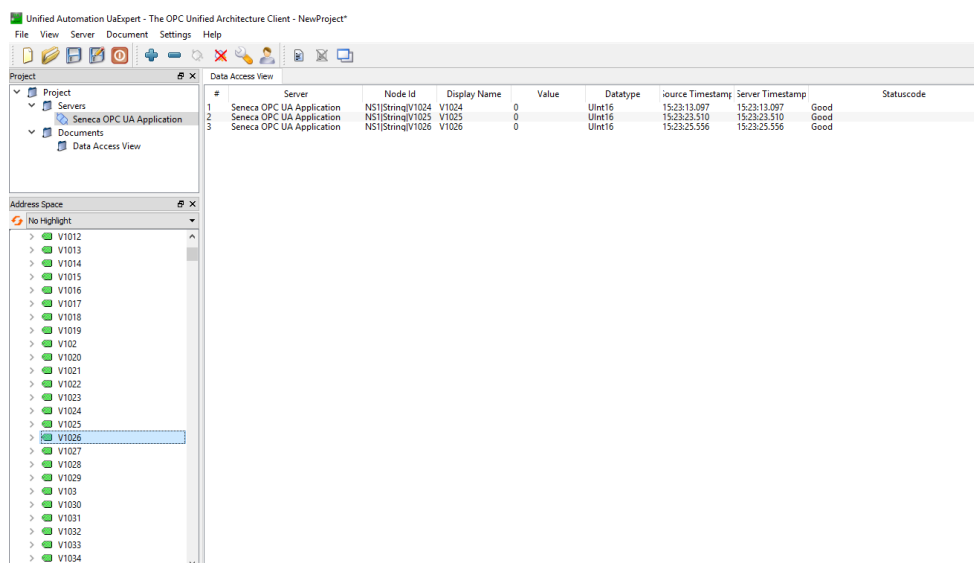 Unified Automation UaExpert - The OPC Unified Architecture Client - NewProject*
File View Server Document Settings Help
Project
Project
Servers
Seneca OPC UA Application
Documents
Data Access View
Address Space
No Highlight
V1012
V1013
V1014
V1015
V1016
V1017
V1018
V1019
V102
V1020
V1021
V1022
V1023
V1024
V1025
V1026
V1027
V1028
V1029
V103
V1030
V1031
V1032
V1033
V1034
Data Access View
# Server Node Id Display Name Value Datatype ource Timestamp Server Timestamp Statuscode
1 Seneca OPC UA Application NS1|String|V1024 V1024 0 UInt16 15:23:13.097 15:23:13.097 Good
2 Seneca OPC UA Application NS1|String|V1025 V1025 0 UInt16 15:23:23.510 15:23:23.510 Good
3 Seneca OPC UA Application NS1|String|V1026 V1026 0 UInt16 15:23:25.556 15:23:25.556 Good